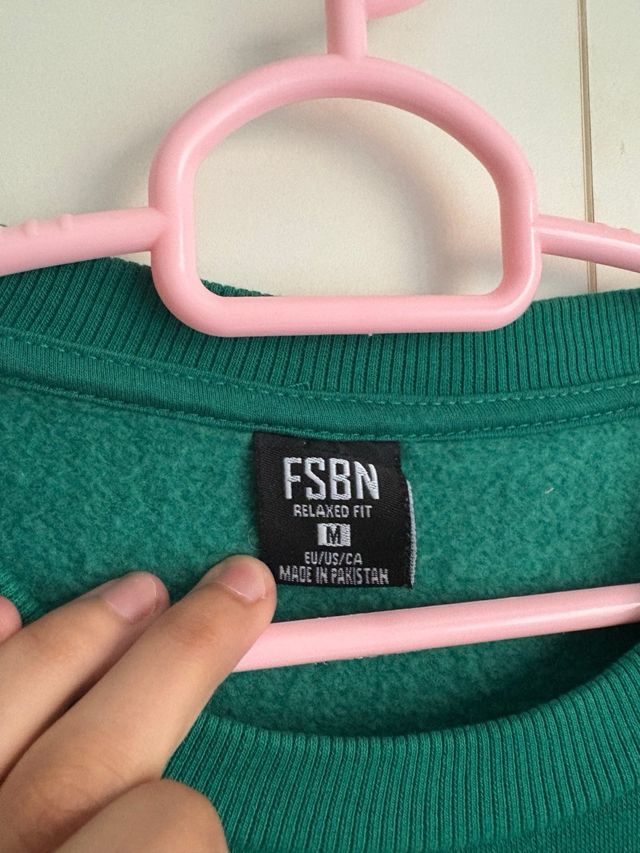 FSBN
RELAXED FIT
M
EU/US/CA
MADE IN PAKISTAN